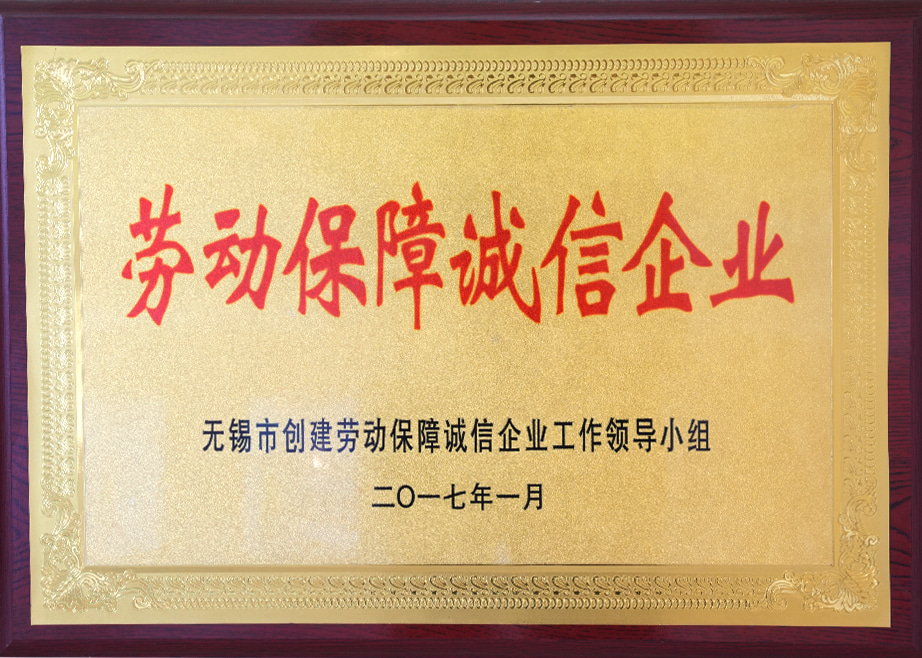 劳动保障诚信企业
无锡市创建劳动保障诚信企业工作领导小组
二〇一七年一月